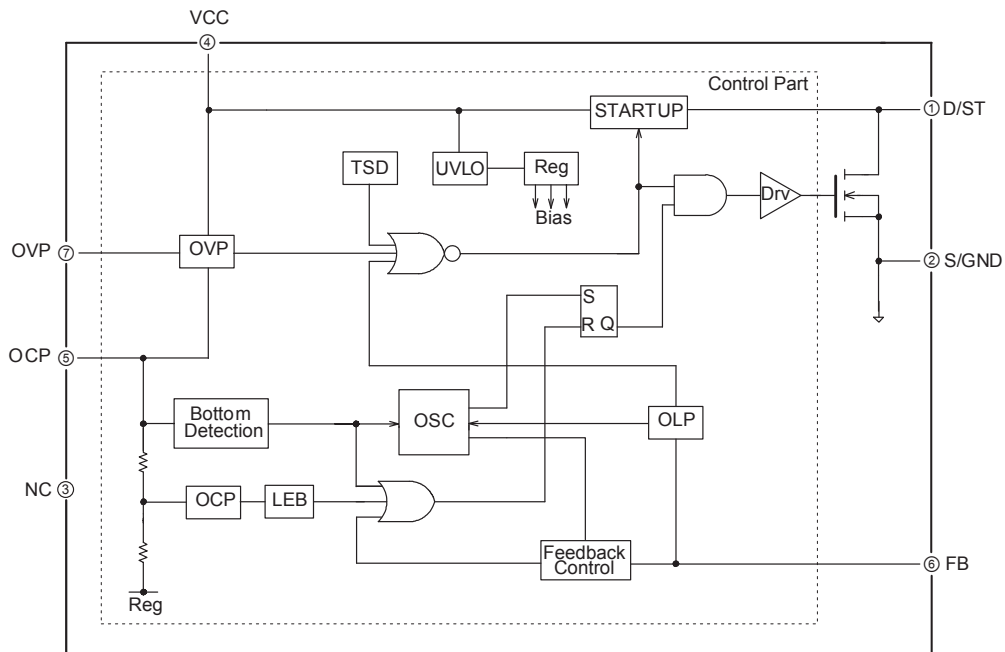 VCC
④
Control Part
STARTUP
① D/ST
TSD
UVLO
Reg
Bias
Drv
OVP ⑦
OVP
② S/GND
S
R Q
OCP ⑤
Bottom
Detection
OSC
OLP
NC ③
OCP
LEB
Feedback
Control
⑥ FB
Reg